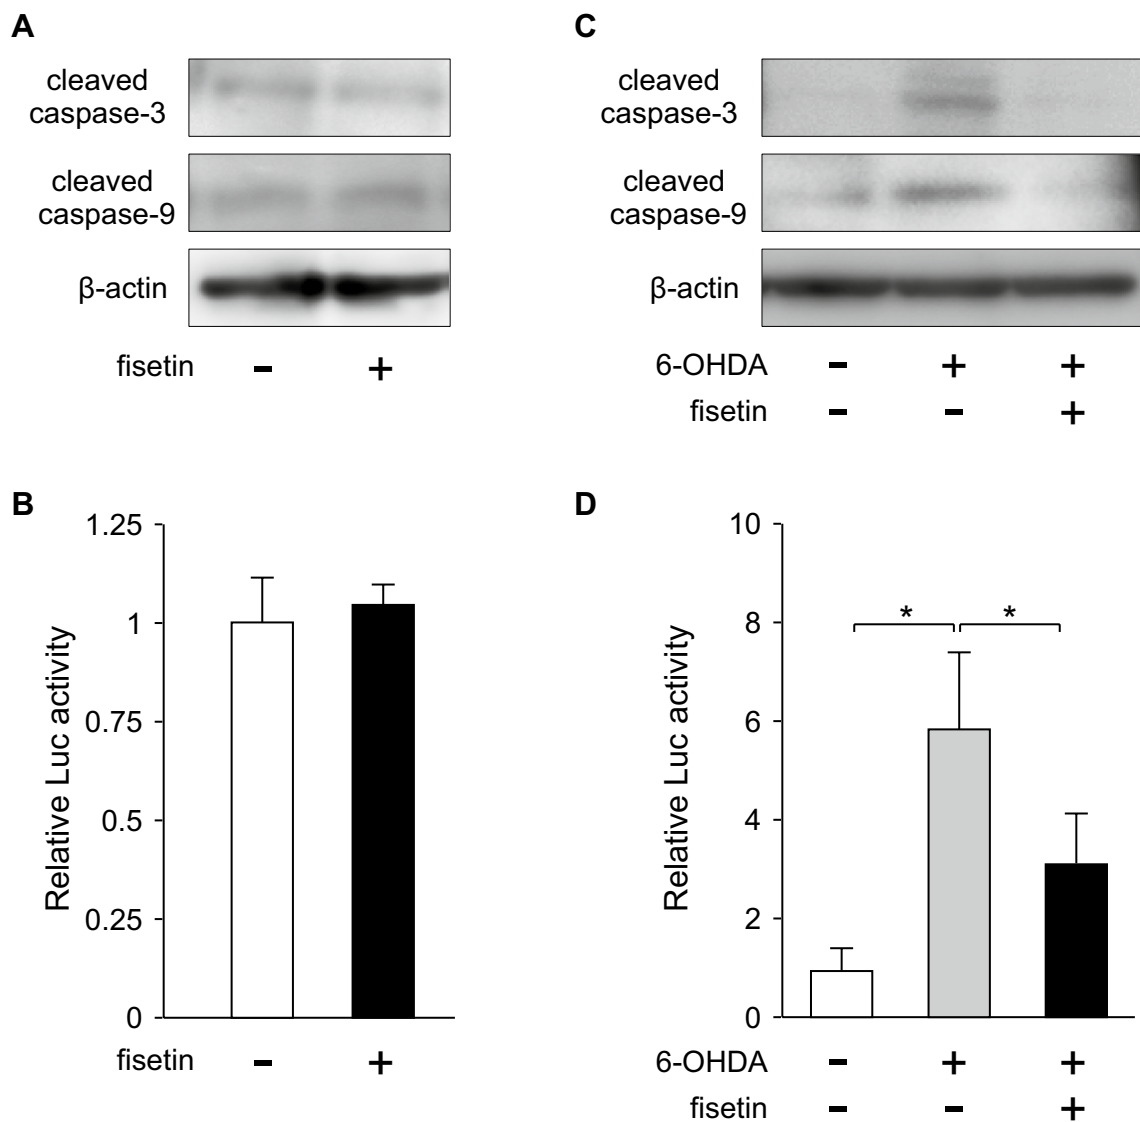 A
cleaved
caspase-3
cleaved
caspase-9
β-actin
fisetin - +
C
cleaved
caspase-3
cleaved
caspase-9
β-actin
6-OHDA - + +
fisetin - - +
B
Relative Luc activity
1.25
1
0.75
0.5
0.25
0
fisetin - +
D
Relative Luc activity
10
8
6
4
2
0
* *
6-OHDA - + +
fisetin - - +